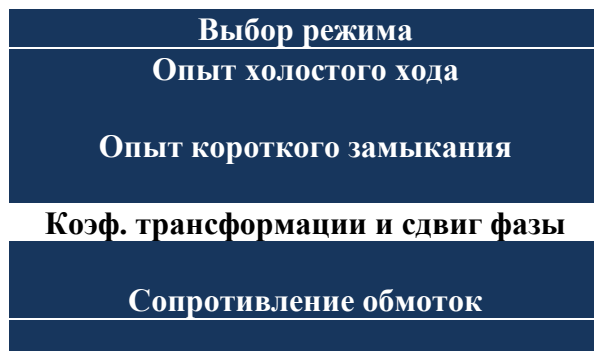 Выбор режима
Опыт холостого хода
Опыт короткого замыкания
Коэф. трансформации и сдвиг фазы
Сопротивление обмоток